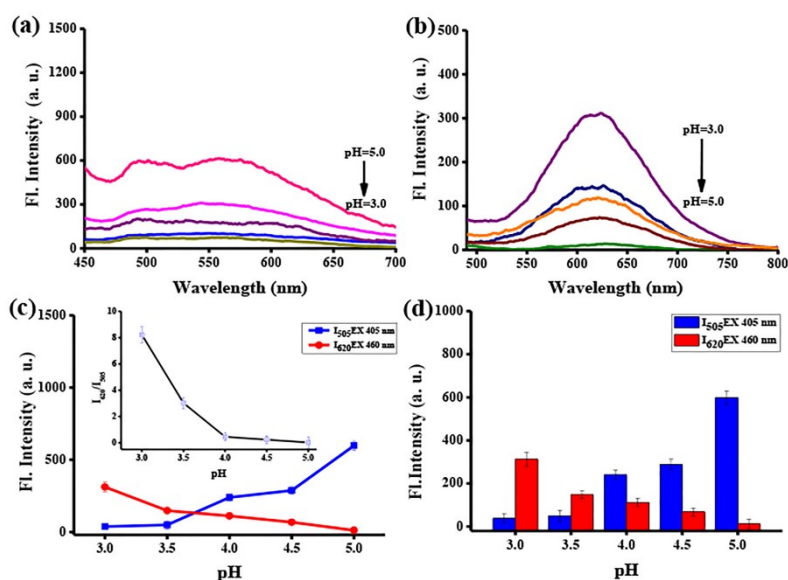 (a)
1500
1200
900
600
300
0
Fl. Intensity (a. u.)
pH=5.0
pH=3.0
450 500 550 600 650 700
Wavelength (nm)
(b)
500
400
300
200
100
0
Fl. Intensity (a. u.)
pH=3.0
pH=5.0
500 550 600 650 700 750 800
Wavelength (nm)
(c)
1500
1000
500
0
Fl. Intensity (a. u.)
I505EX 405 nm
I620EX 460 nm
8
6
4
2
0
I620/I505
3.0 3.5 4.0 4.5 5.0
pH
3.0 3.5 4.0 4.5 5.0
pH
(d)
1000
800
600
400
200
0
Fl.Intensity (a. u.)
I505EX 405 nm
I620EX 460 nm
3.0 3.5 4.0 4.5 5.0
pH